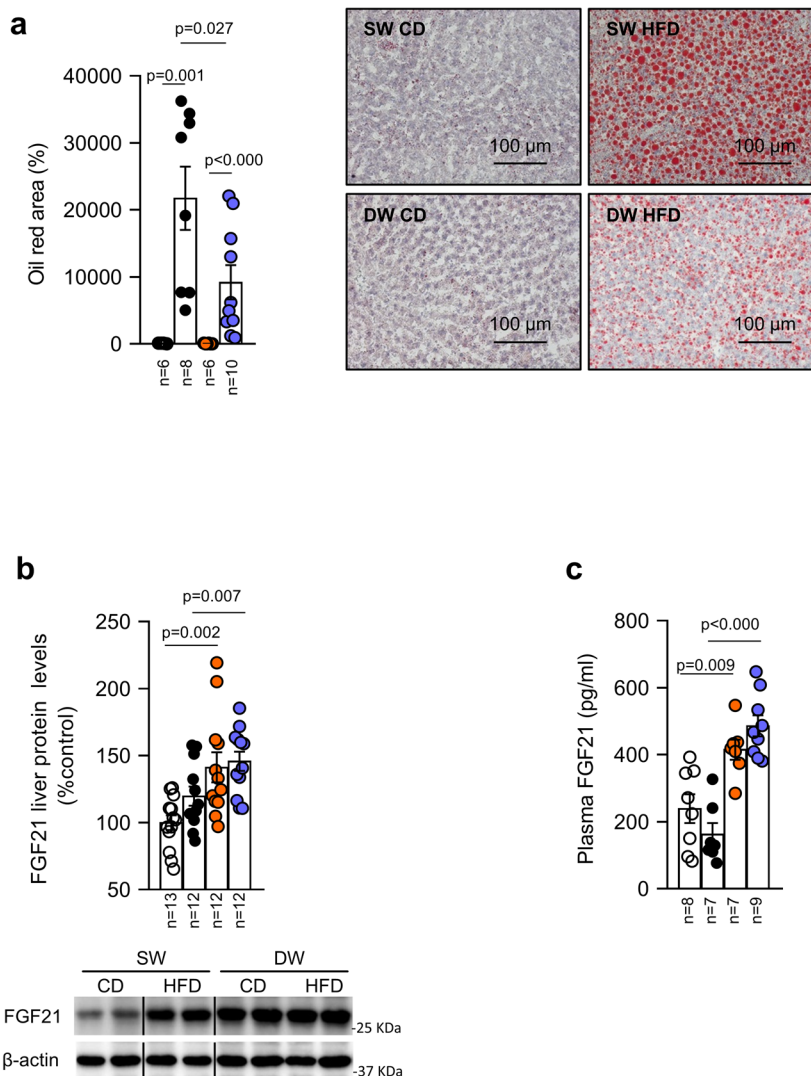 a
p=0.027
p=0.001
p<0.000
40000
30000
20000
10000
0
Oil red area (%)
n=6
n=8
n=6
n=10
SW CD
100 µm
SW HFD
100 µm
DW CD
100 µm
DW HFD
100 µm
b
p=0.007
p=0.002
250
200
150
100
50
FGF21 liver protein levels
(%control)
n=13
n=12
n=12
n=12
SW
DW
CD
HFD
CD
HFD
FGF21
-25 KDa
β-actin
-37 KDa
c
p<0.000
p=0.009
800
600
400
200
0
Plasma FGF21 (pg/ml)
n=8
n=7
n=7
n=9